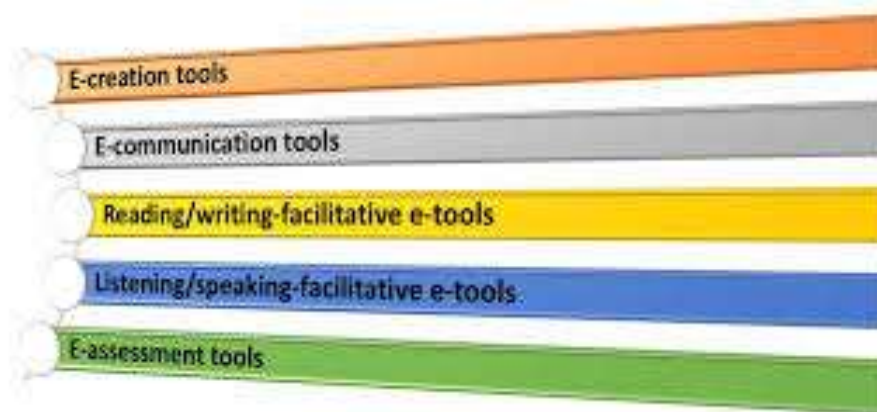 E-creation tools
E-communication tools
Reading/writing-facilitative e-tools
Listening/speaking-facilitative e-tools
E-assessment tools